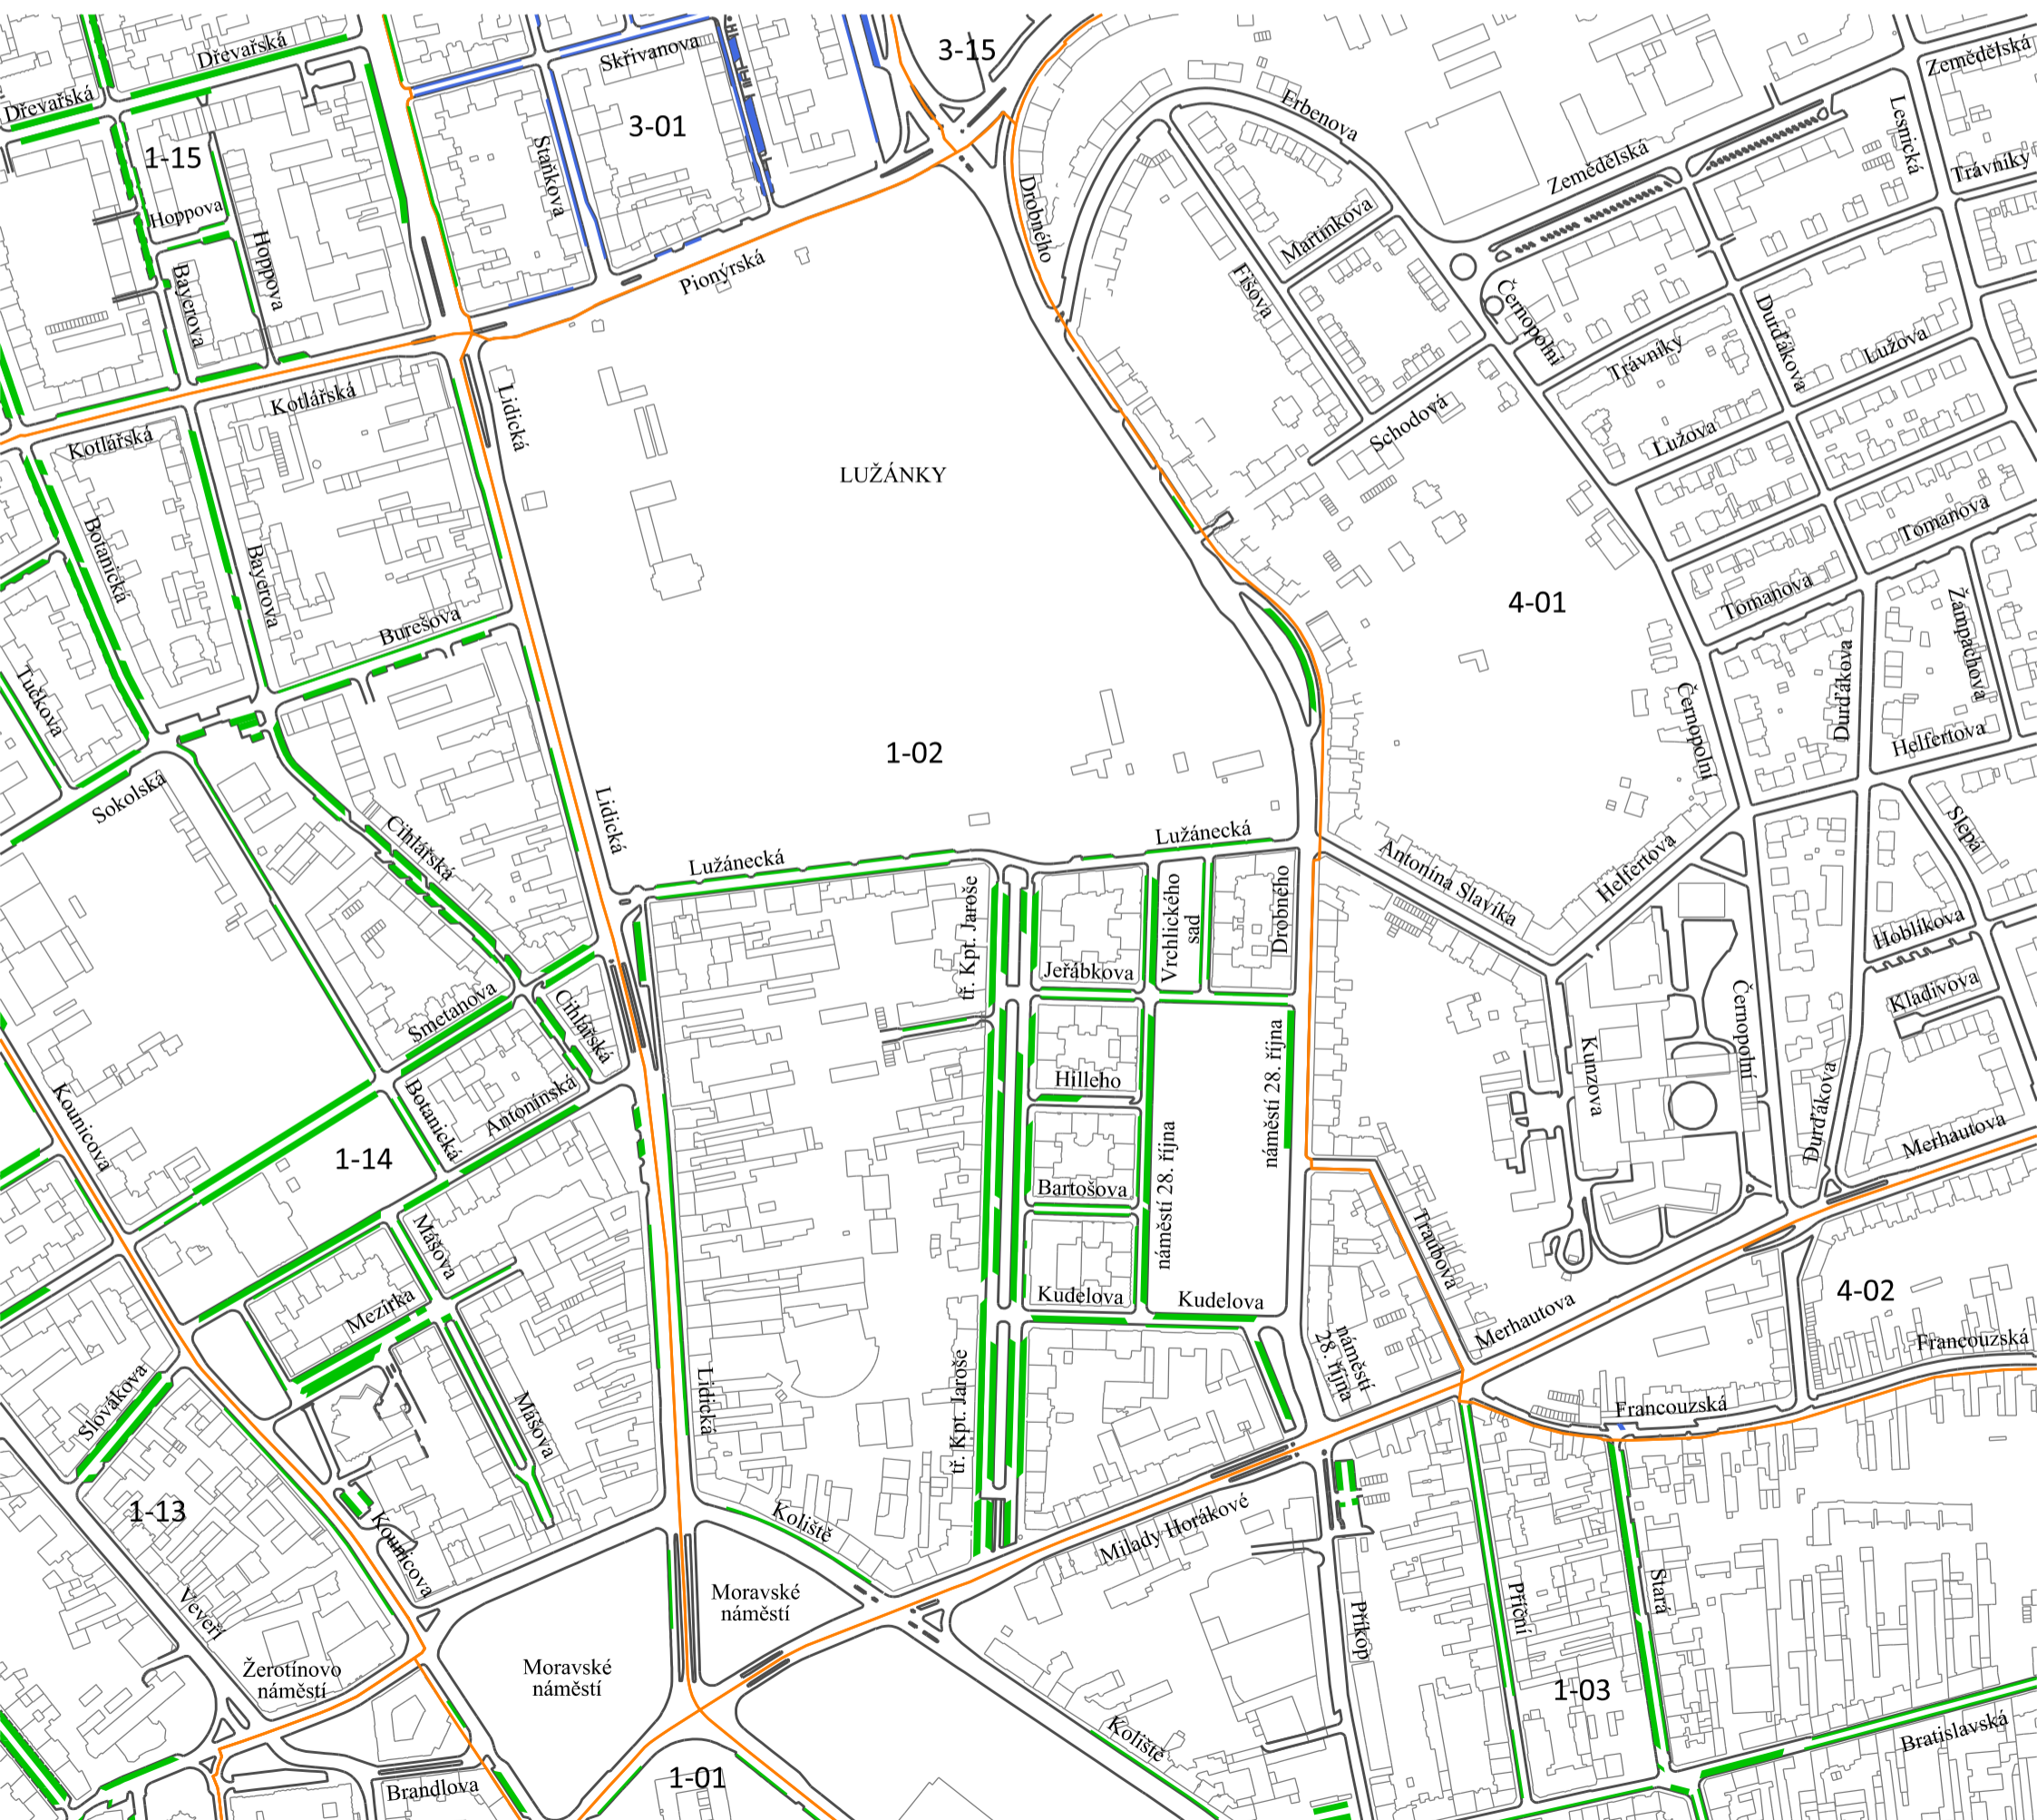 3-15
Dřevařská
Skřivanova
Zemědělská
Dřevařská
Erbenova
Lesnická
3-01
1-15
Zemědělská
Trávníky
Staňkova
Hoppova
Martinkova
Drobného
Hoppova
Pionýrská
Fišova
Bayerova
Černopolní
Durďákova
Trávníky
Lužova
Kotlářská
Lidická
Schodová
Kotlářská
Lužova
LUŽÁNKY
Tomanova
Botanická
Bayerova
Tomanova
4-01
Žámpachova
Burešova
Durďákova
Tučkova
Černopolní
Helfertova
1-02
Sokolská
Lidická
Slepá
Cihlářská
Lužánecká
Lužánecká
Antonína Slavíka
Helfertova
tř. Kpt. Jaroše
Vrchlického
sad
Drobného
Hoblíkova
Jeřábkova
Smetanova
Cihlářská
Kladivova
Černopolní
Kunzova
Kounicova
Hilleho
náměstí 28. října
Botanická
Antonínská
Durďákova
Merhautova
1-14
náměstí 28. října
Bartošova
Mášova
Traubova
Kudelova
Kudelova
4-02
Mezírka
Merhautova
Francouzská
náměstí
28. října
Slovákova
Lidická
tř. Kpt. Jaroše
Francouzská
Mášova
1-13
Kounicova
Koliště
Milady Horákové
Veveří
Moravské
náměstí
Příkop
Příční
Stará
Žerotínovo
náměstí
Moravské
náměstí
1-03
Koliště
Bratislavská
1-01
Brandlova